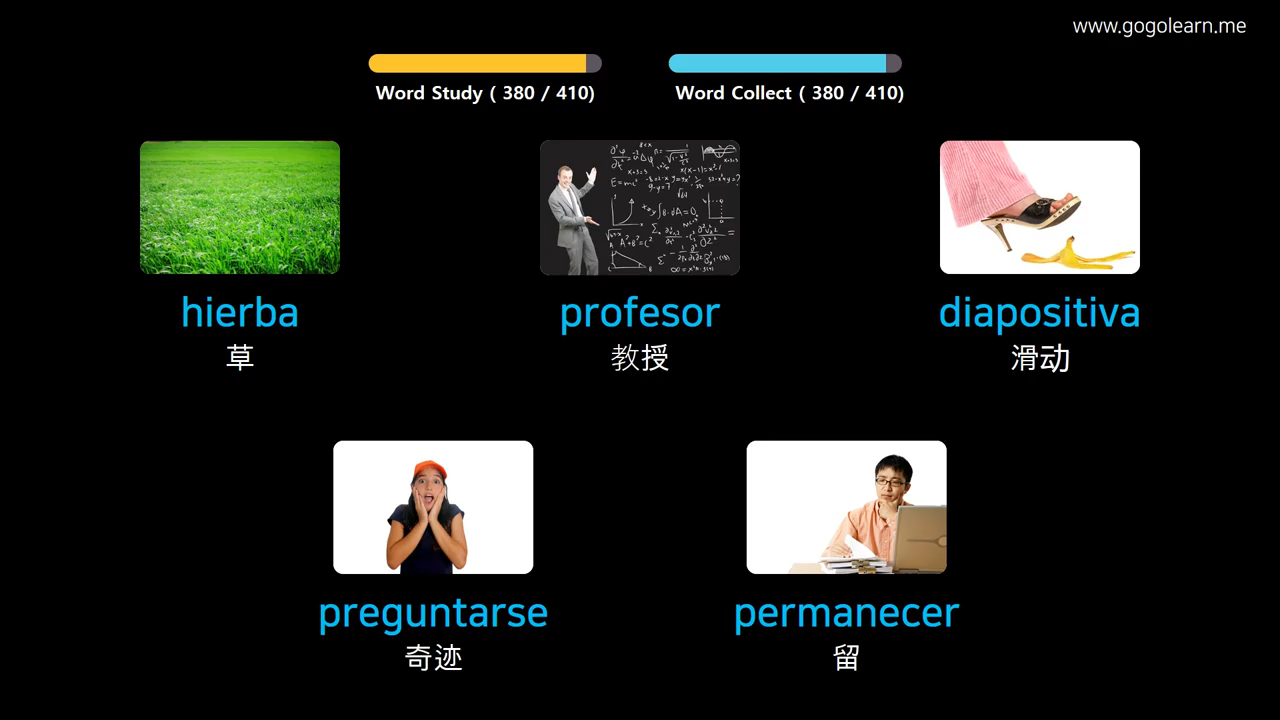 www.gogolearn.me
Word Study ( 380 / 410)
Word Collect ( 380 / 410)
hierba
草
profesor
教授
diapositiva
滑动
preguntarse
奇迹
permanecer
留